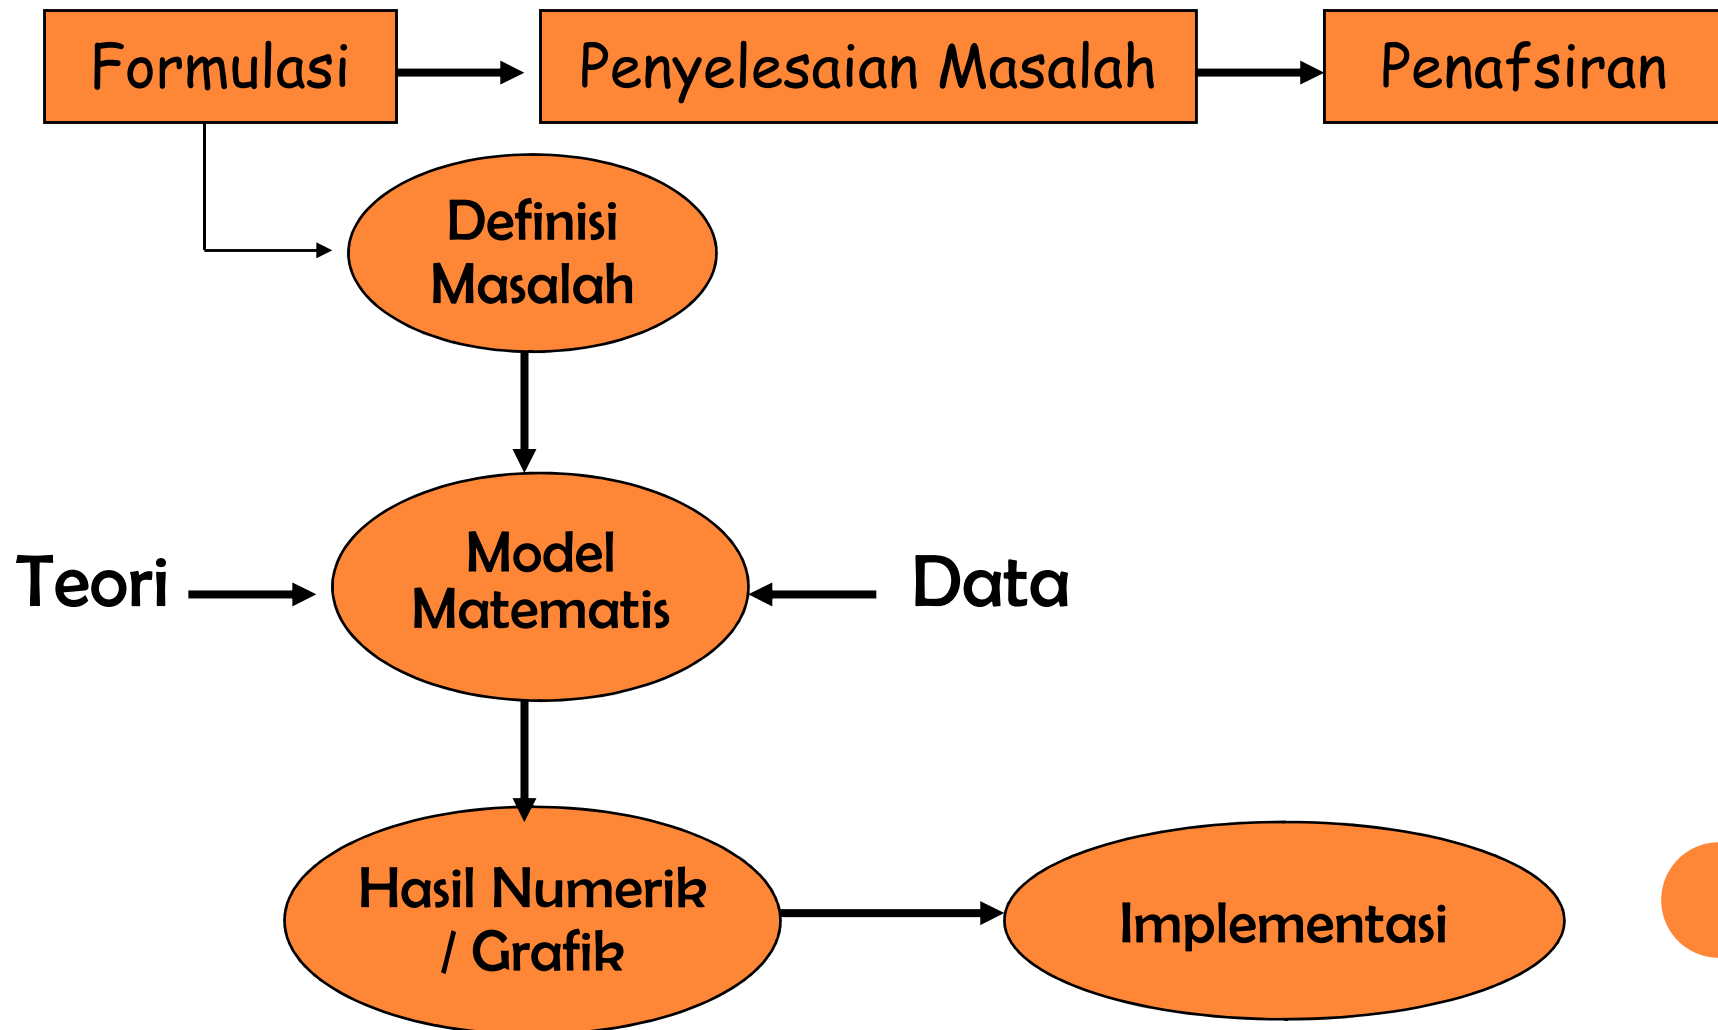 Formulasi
Penyelesaian Masalah
Penafsiran
Definisi
Masalah
Model
Matematis
Teori
Data
Hasil Numerik
/ Grafik
Implementasi